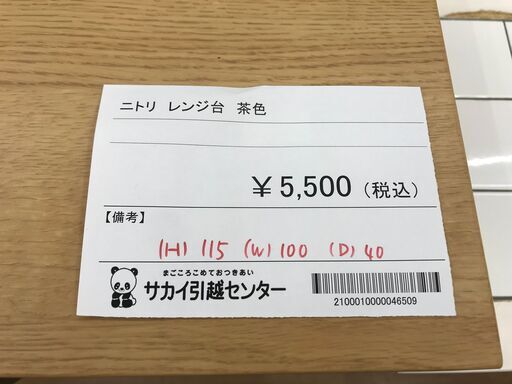 ニトリ レンジ台 茶色
¥5,500(税込)
【備考】
(H) 115 (W) 100 (D) 40
まごころこめておつきあい
サカイ引越センター
2100010000046509